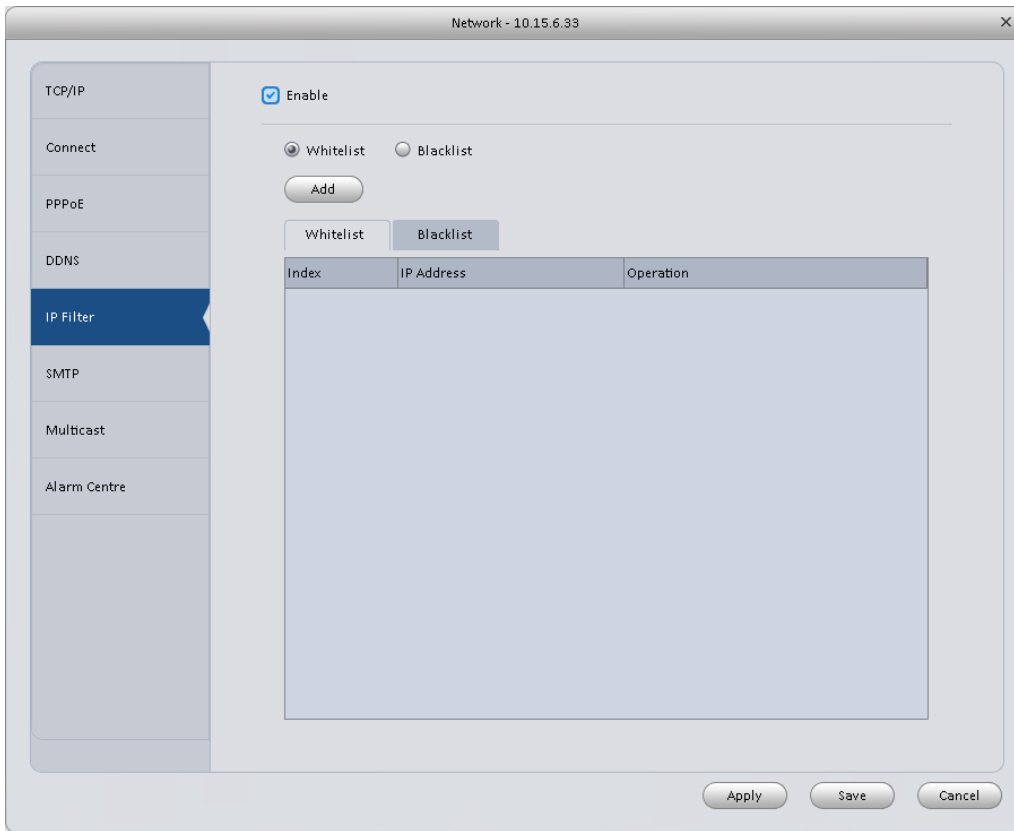 Network - 10.15.6.33
TCP/IP
Connect
PPPoE
DDNS
IP Filter
SMTP
Multicast
Alarm Centre
Enable
Whitelist Blacklist
Add
Whitelist Blacklist
Index IP Address Operation
Apply Save Cancel